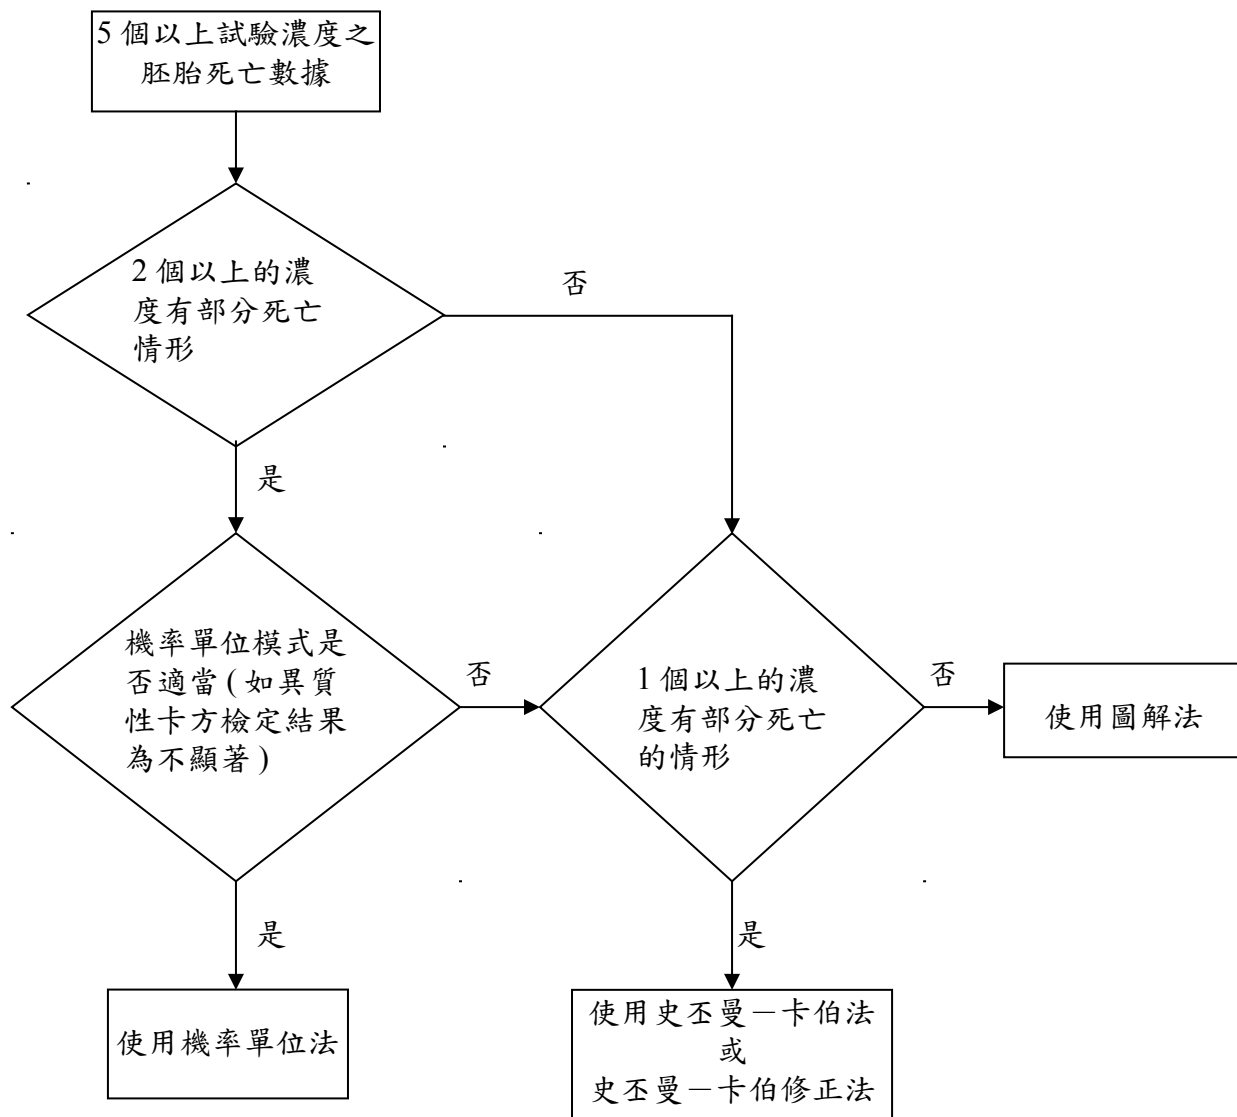 5 個以上試驗濃度之
胚胎死亡數據
2 個以上的濃
度有部分死亡
情形
否
是
機率單位模式是
否適當(如異質
性卡方檢定結果
為不顯著)
否
1 個以上的濃
度有部分死亡
的情形
否
使用圖解法
是
是
使用機率單位法
使用史丕曼－卡伯法
或
史丕曼－卡伯修正法